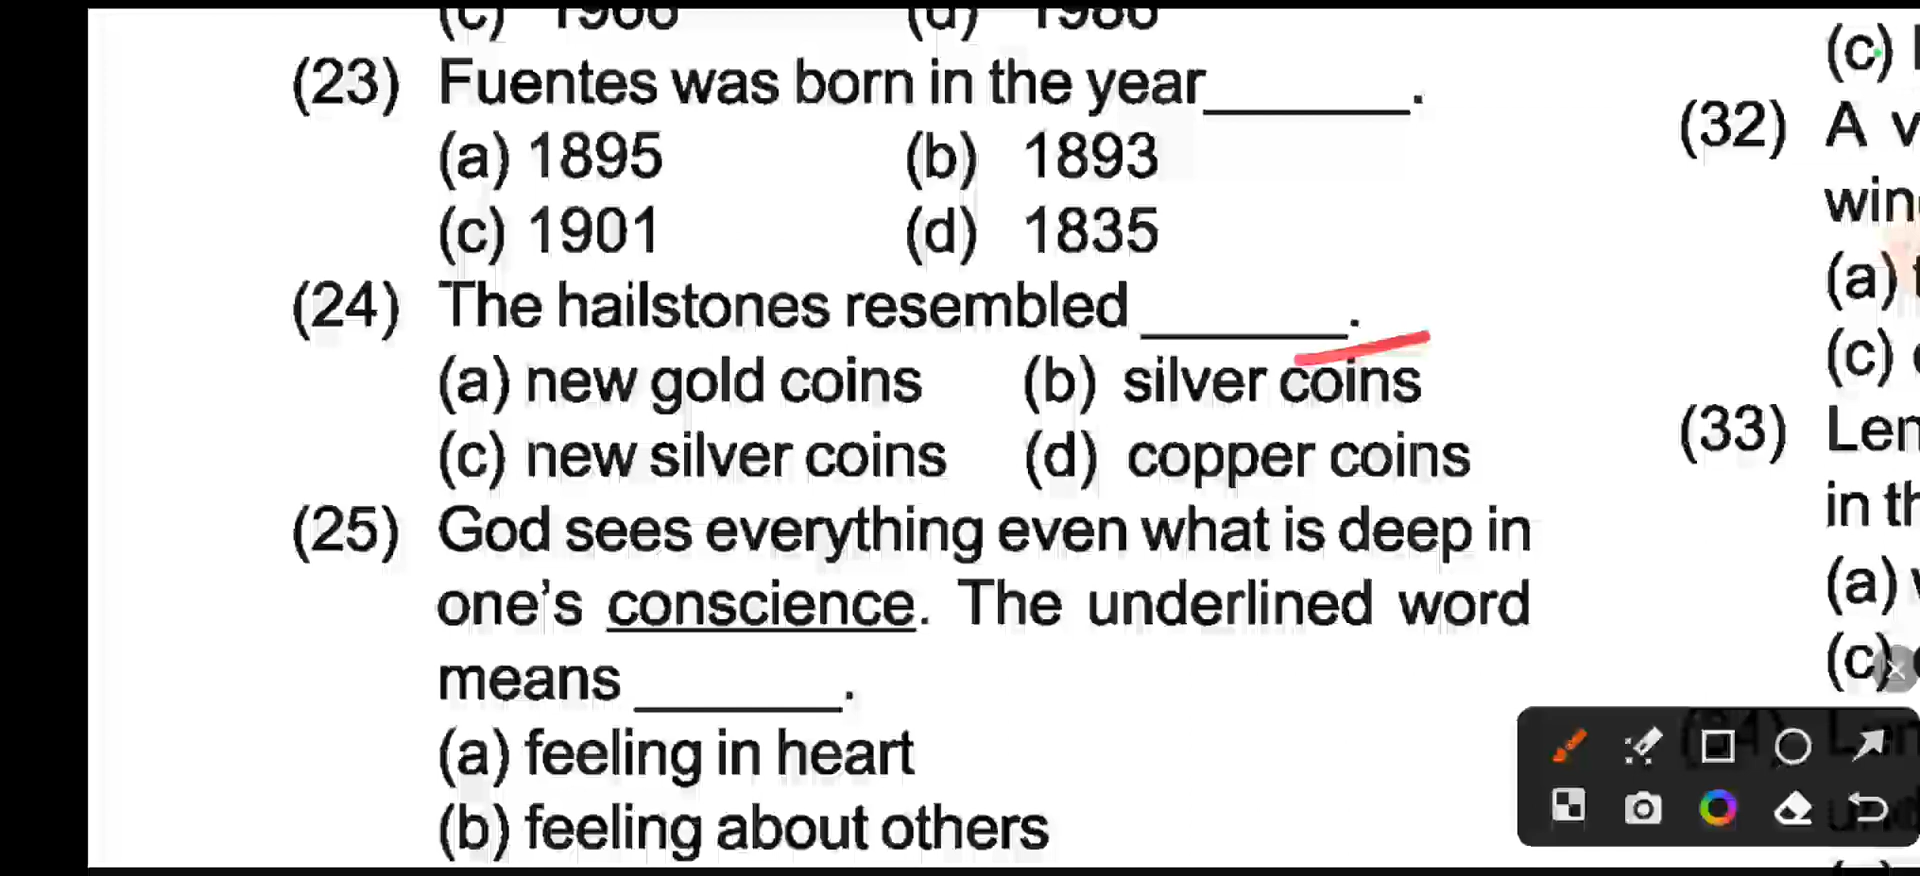 (c) 1966 (d) 1986
(23) Fuentes was born in the year_______.
(a) 1895 (b) 1893
(c) 1901 (d) 1835
(24) The hailstones resembled _______.
(a) new gold coins (b) silver coins
(c) new silver coins (d) copper coins
(25) God sees everything even what is deep in
one's conscience. The underlined word
means _______.
(a) feeling in heart
(b) feeling about others
(c)
(32) A
(a)
(c)
(33)
(a)
(c)